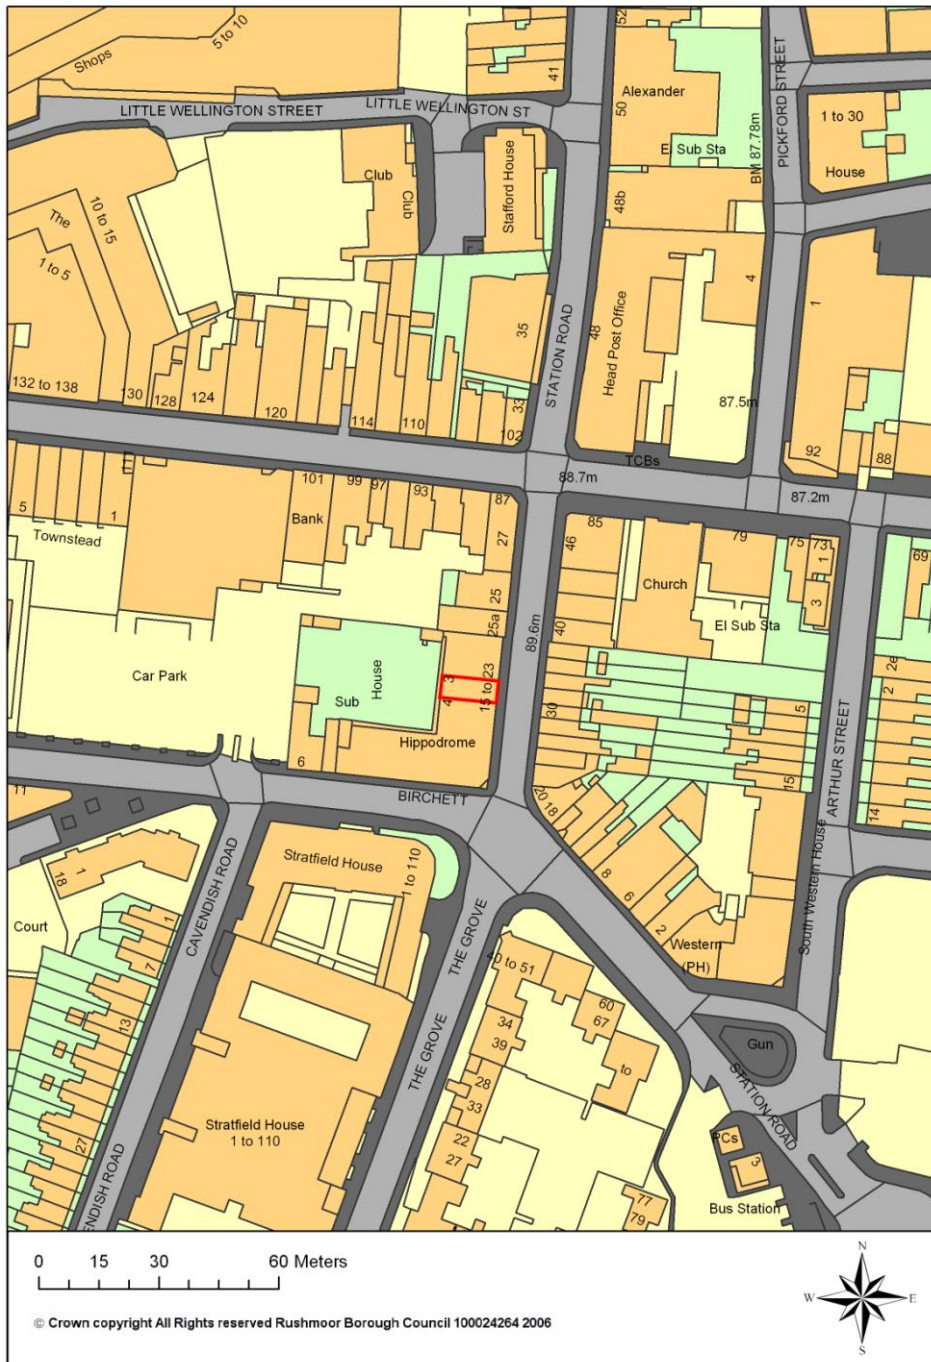 52
5 to 10
Shops
41
PICKFORD STREET
Alexander
50
LITTLE WELLINGTON STREET
LITTLE WELLINGTON ST
1 to 30
El Sub Sta
BM 87.78m
Club
Club
Stafford House
House
48b
The
10 to 15
1 to 5
4
1
35
STATION ROAD
48
Head Post Office
132 to 138
130
128
124
120
114
110
33
102
87.5m
92
88
TCBs
88.7m
87.2m
101
99
97
93
87
5
1
Bank
Townstead
27
46
85
79
75
73
1
69
Church
3
25
25a
40
89.6m
El Sub Sta
2e
2
Car Park
House
Sub
3
4
15 to 23
30
5
Hippodrome
6
15
ARTHUR STREET
14
11
BIRCHETT
20 18
Stratfield House
1 to 110
8
6
2
South Western House
18
1
Court
1
7
CAVENDISH ROAD
THE GROVE
Western
(PH)
40 to 51
60
67
13
34
39
to
Gun
THE GROVE
28
33
STATION ROAD
Stratfield House
1 to 110
22
27
27
PCs
3
ENDISH ROAD
77
79
Bus Station
0 15 30 60 Meters
N
W E
S
© Crown copyright All Rights reserved Rushmoor Borough Council 100024264 2006